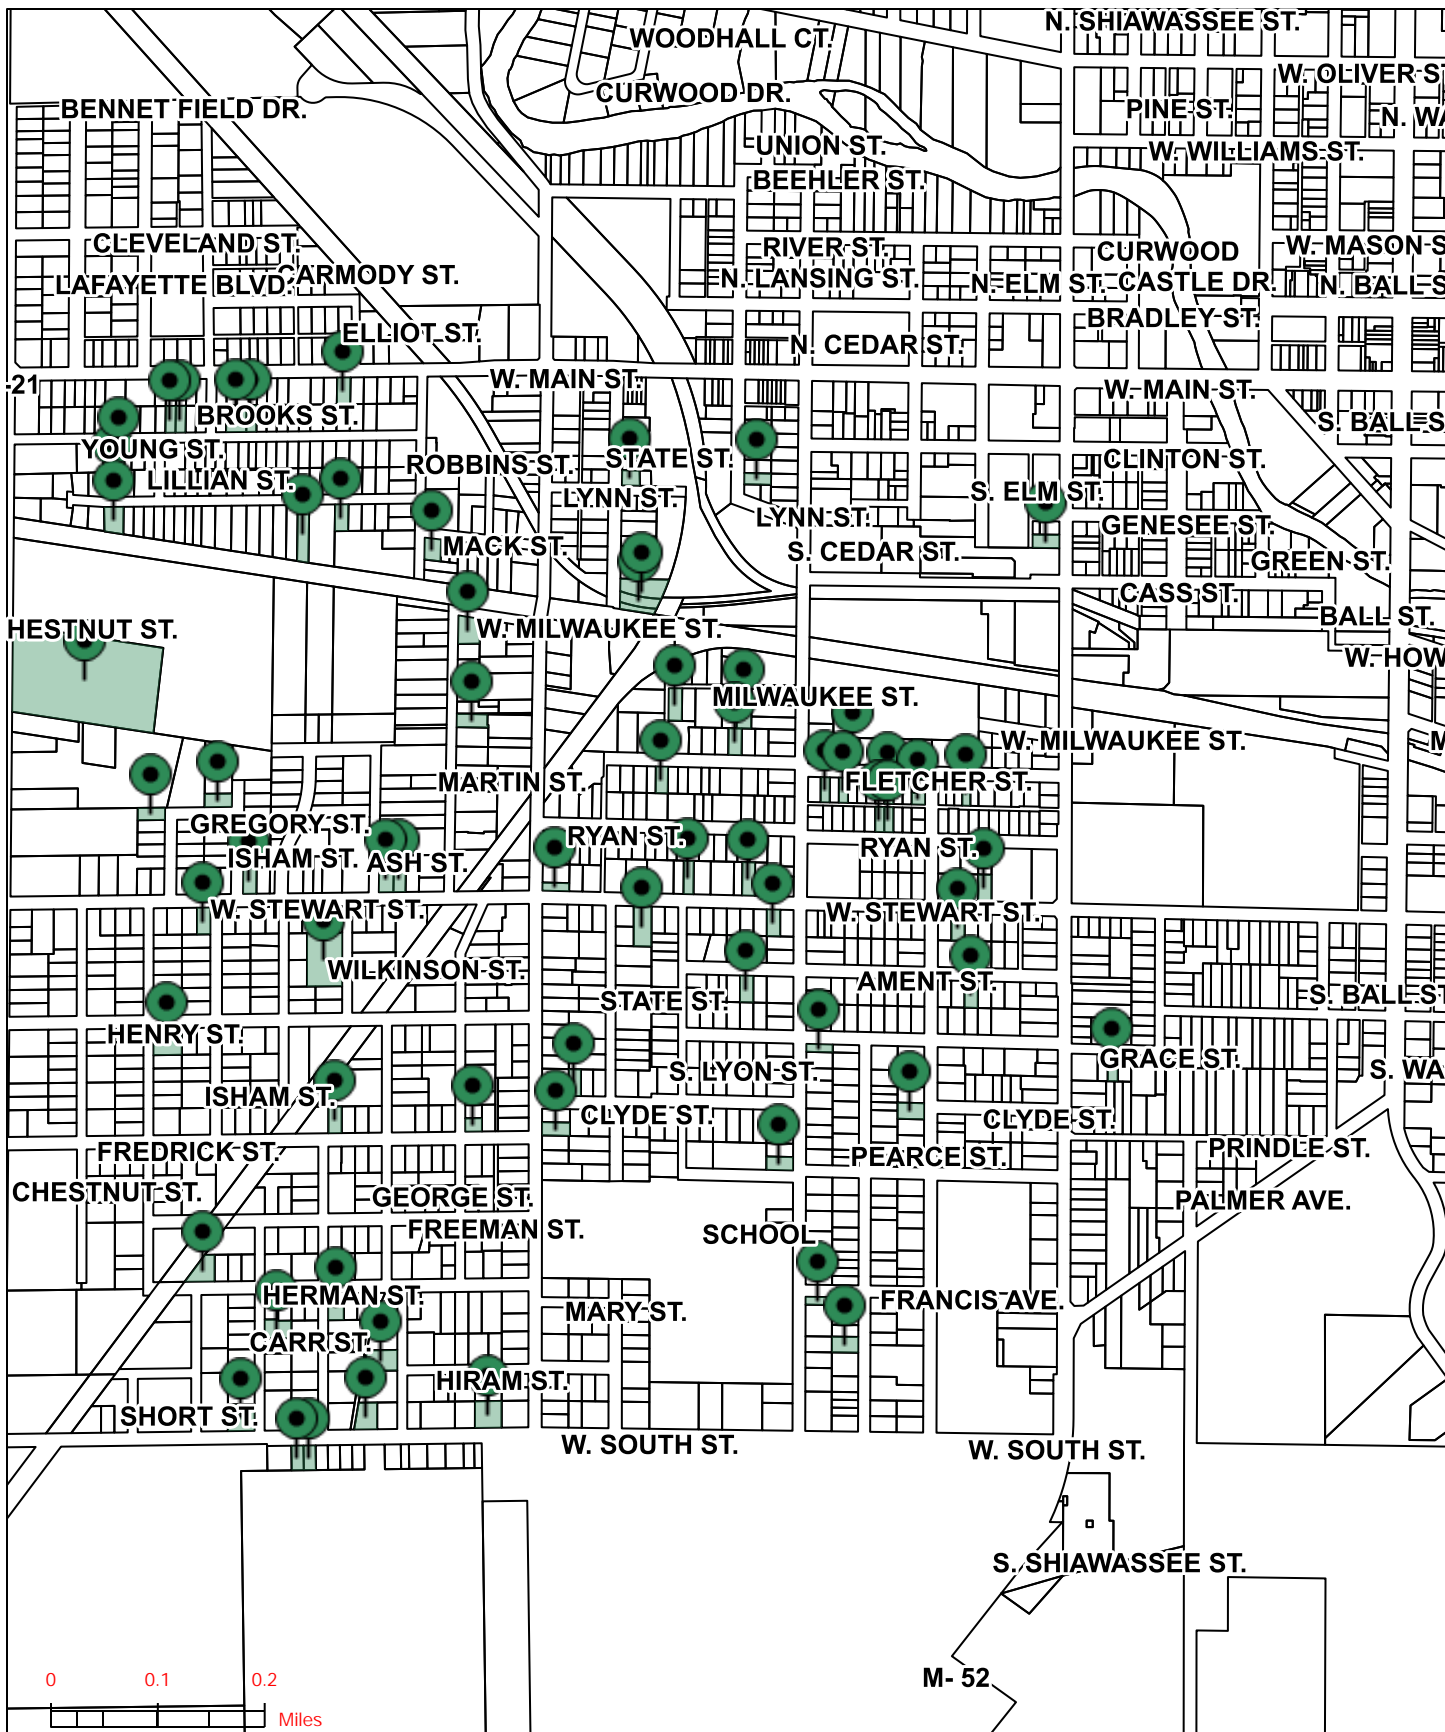 N. SHIAWASSEE ST.
WOODHALL CT.
W. OLIVER S
CURWOOD DR.
BENNET FIELD DR.
PINE ST.
N. WA
UNION ST.
W. WILLIAMS ST.
BEEHLER ST.
CLEVELAND ST.
RIVER ST.
CURWOOD
CASTLE DR.
W. MASON S
CARMODY ST.
LAFAYETTE BLVD.
N. LANSING ST.
N. ELM ST.
N. BALL S
BRADLEY ST.
ELLIOT ST.
N. CEDAR ST.
-21
W. MAIN ST.
W. MAIN ST.
BROOKS ST.
S. BALL S
YOUNG ST.
ROBBINS ST.
STATE ST.
CLINTON ST.
LILLIAN ST.
LYNN ST.
S. ELM ST.
LYNN ST.
GENESEE ST.
MACK ST.
S. CEDAR ST.
GREEN ST.
CASS ST.
BALL ST.
HESTNUT ST.
W. MILWAUKEE ST.
W. HOW
MILWAUKEE ST.
W. MILWAUKEE ST.
M
MARTIN ST.
FLETCHER ST.
GREGORY ST.
RYAN ST.
RYAN ST.
ISHAM ST.
ASH ST.
W. STEWART ST.
W. STEWART ST.
WILKINSON ST.
AMENT ST.
STATE ST.
S. BALL ST
HENRY ST.
GRACE ST.
S. LYON ST.
S. WA
ISHAM ST.
CLYDE ST.
CLYDE ST.
FREDRICK ST.
PEARCE ST.
PRINDLE ST.
CHESTNUT ST.
GEORGE ST.
PALMER AVE.
FREEMAN ST.
SCHOOL
HERMAN ST.
MARY ST.
FRANCIS AVE.
CARR ST.
HIRAM ST.
SHORT ST.
W. SOUTH ST.
W. SOUTH ST.
S. SHIAWASSEE ST.
M- 52
0 0.1 0.2
Miles